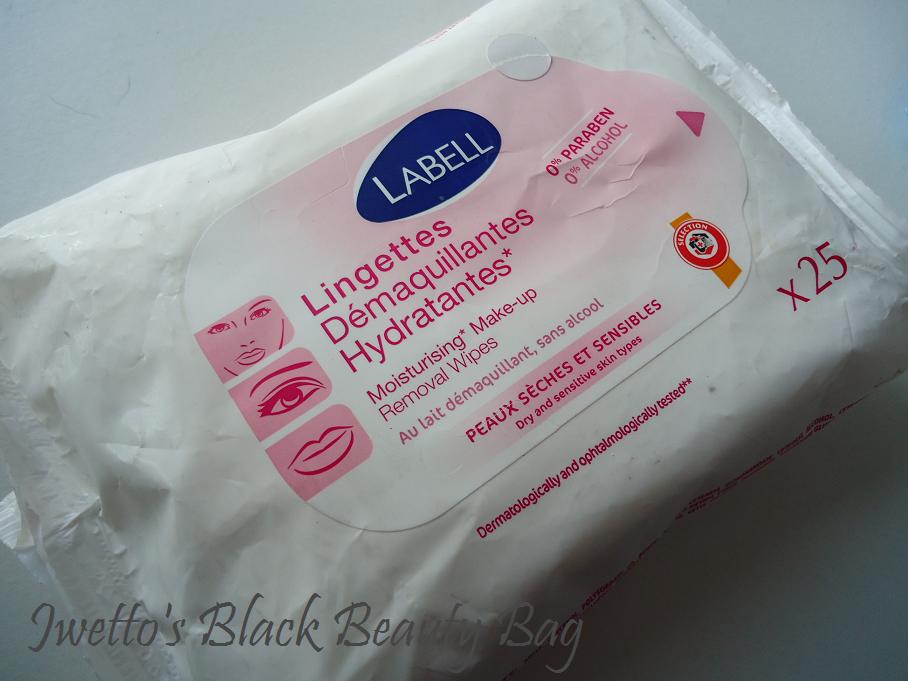 LABELL
0% PARABEN
0% ALCOHOL
Lingettes
Démaquillantes
Hydratantes*
Moisturising* Make-up
Removal Wipes
Au lait démaquillant, sans alcool
PEAUX SÈCHES ET SENSIBLES
Dry and sensitive skin types
SÉLECTION
x25
Dermatologically and ophtalmologically tested**
Jwetto's Black Beauty Bag